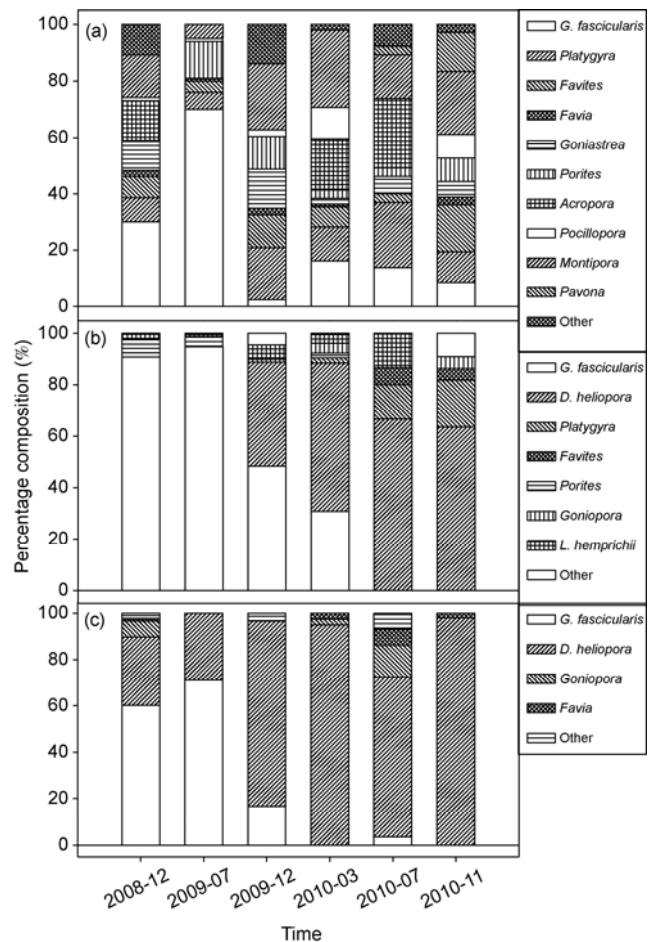 (a)
100
80
60
40
20
0
G. fascicularis
Platygyra
Favites
Favia
Goniastrea
Porites
Acropora
Pocillopora
Montipora
Pavona
Other
(b)
100
80
60
40
20
0
G. fascicularis
D. heliopora
Platygyra
Favites
Porites
Goniopora
L. hemprichii
Other
(c)
100
80
60
40
20
0
G. fascicularis
D. heliopora
Goniopora
Favia
Other
Percentage composition (%)
2008-12 2009-07 2009-12 2010-03 2010-07 2010-11
Time